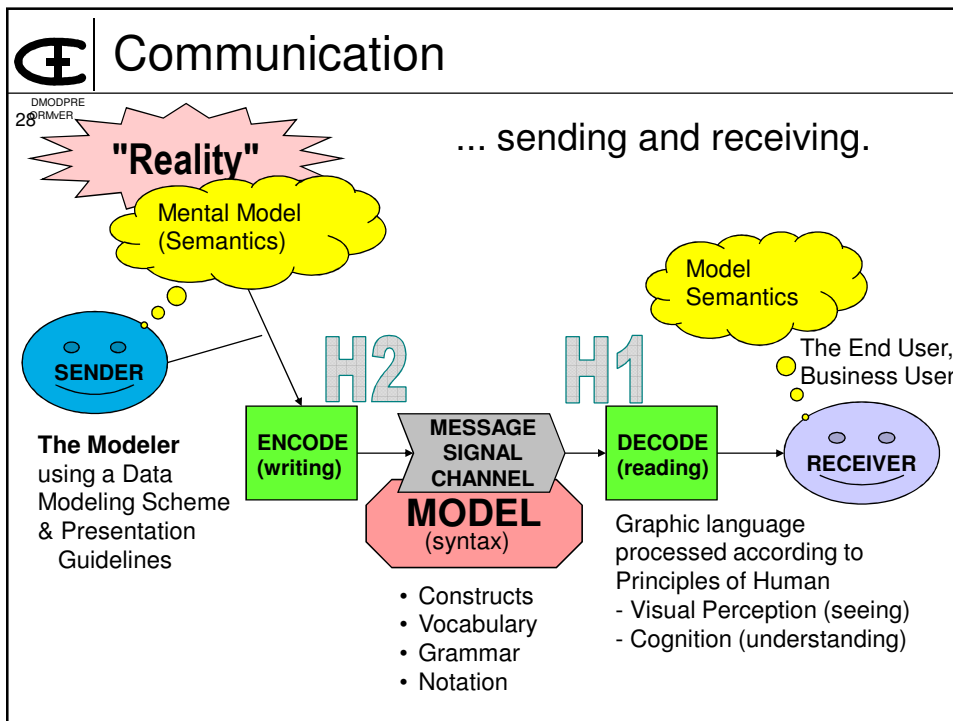 Communication
DMODPRE
ORMvER
28
... sending and receiving.
"Reality"
Mental Model
(Semantics)
SENDER
The Modeler
using a Data
Modeling Scheme
& Presentation
Guidelines
H2
ENCODE
(writing)
MESSAGE
SIGNAL
CHANNEL
MODEL
(syntax)
• Constructs
• Vocabulary
• Grammar
• Notation
H1
DECODE
(reading)
Model
Semantics
The End User,
Business User
RECEIVER
Graphic language
processed according to
Principles of Human
- Visual Perception (seeing)
- Cognition (understanding)